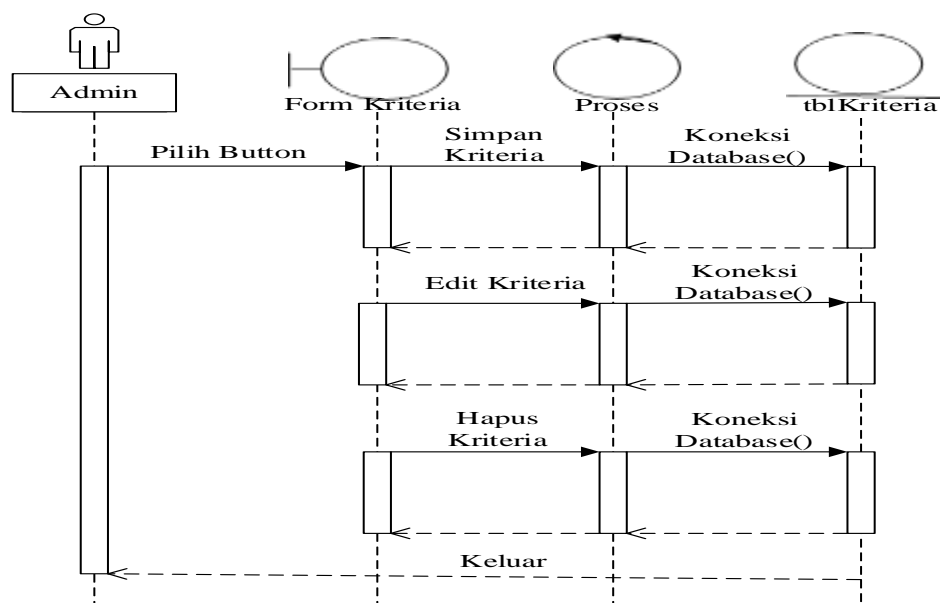 Admin
Form Kriteria
Proses
tblKriteria
Pilih Button
Simpan
Kriteria
Koneksi
Database()
Edit Kriteria
Koneksi
Database()
Hapus
Kriteria
Koneksi
Database()
Keluar